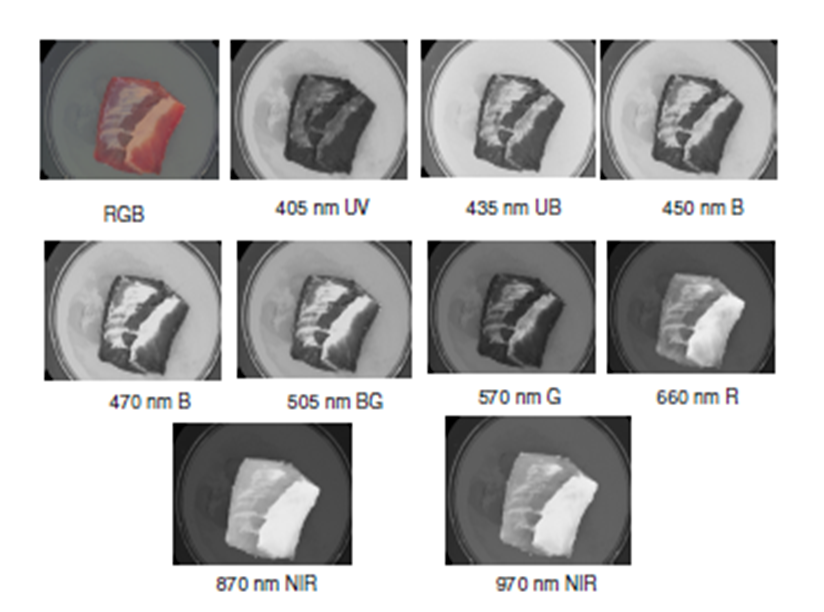 RGB
405 nm UV
435 nm UB
450 nm B
470 nm B
505 nm BG
570 nm G
660 nm R
870 nm NIR
970 nm NIR